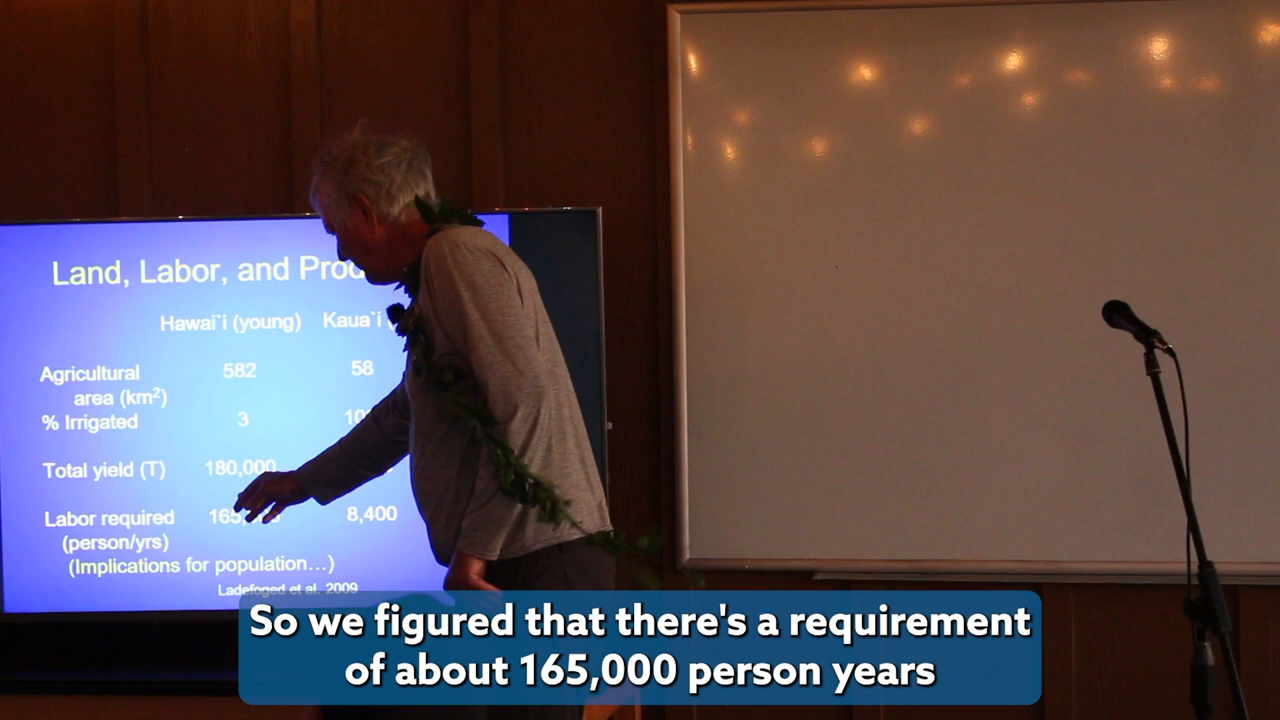 Land, Labor, and
Hawai`i (young) Kaua`i
Agricultural 582 58
area (km²)
% Irrigated 3
Total yield (T) 180,000
Labor required 8,400
(person/yrs)
(Implications for population…)
Ladefoged et al. 2009
So we figured that there's a requirement
of about 165,000 person years